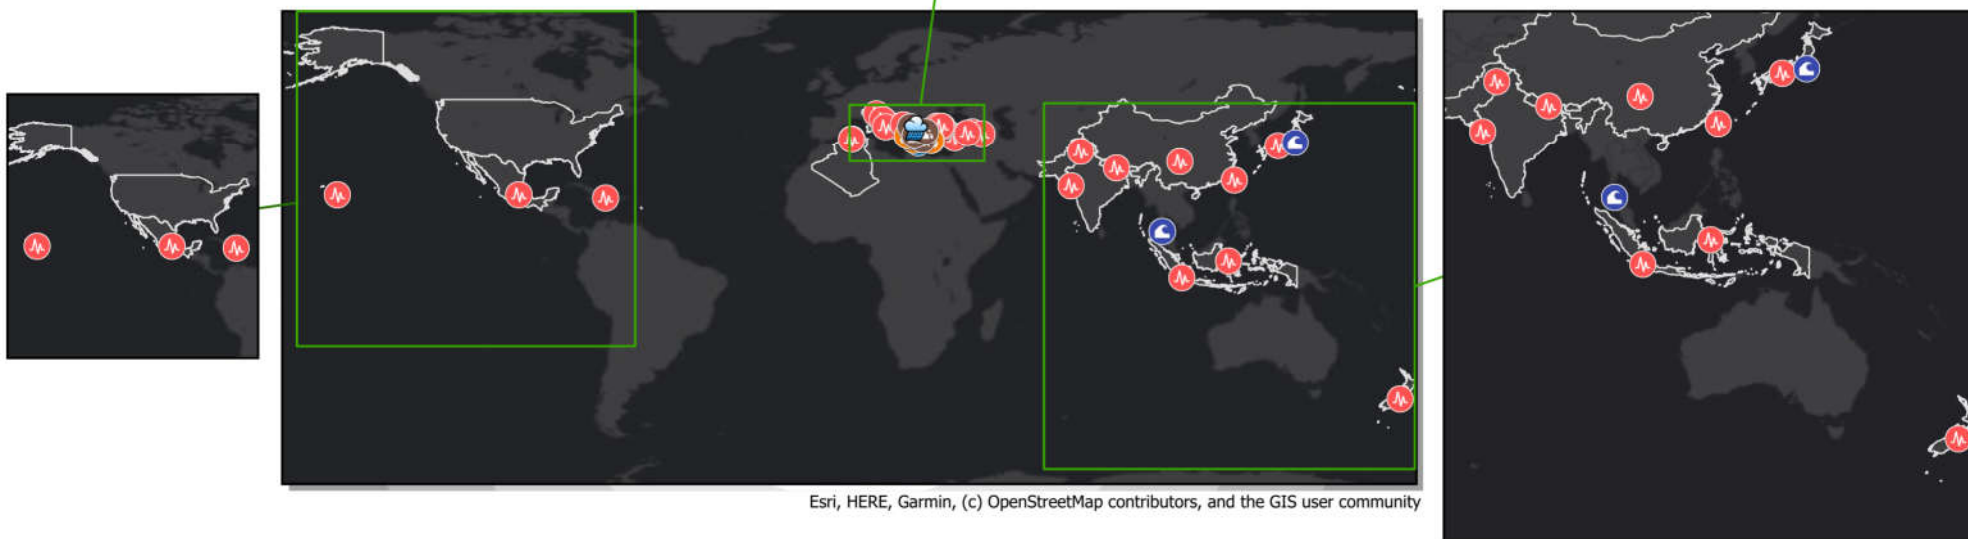 Esri, HERE, Garmin, (c) OpenStreetMap contributors, and the GIS user community